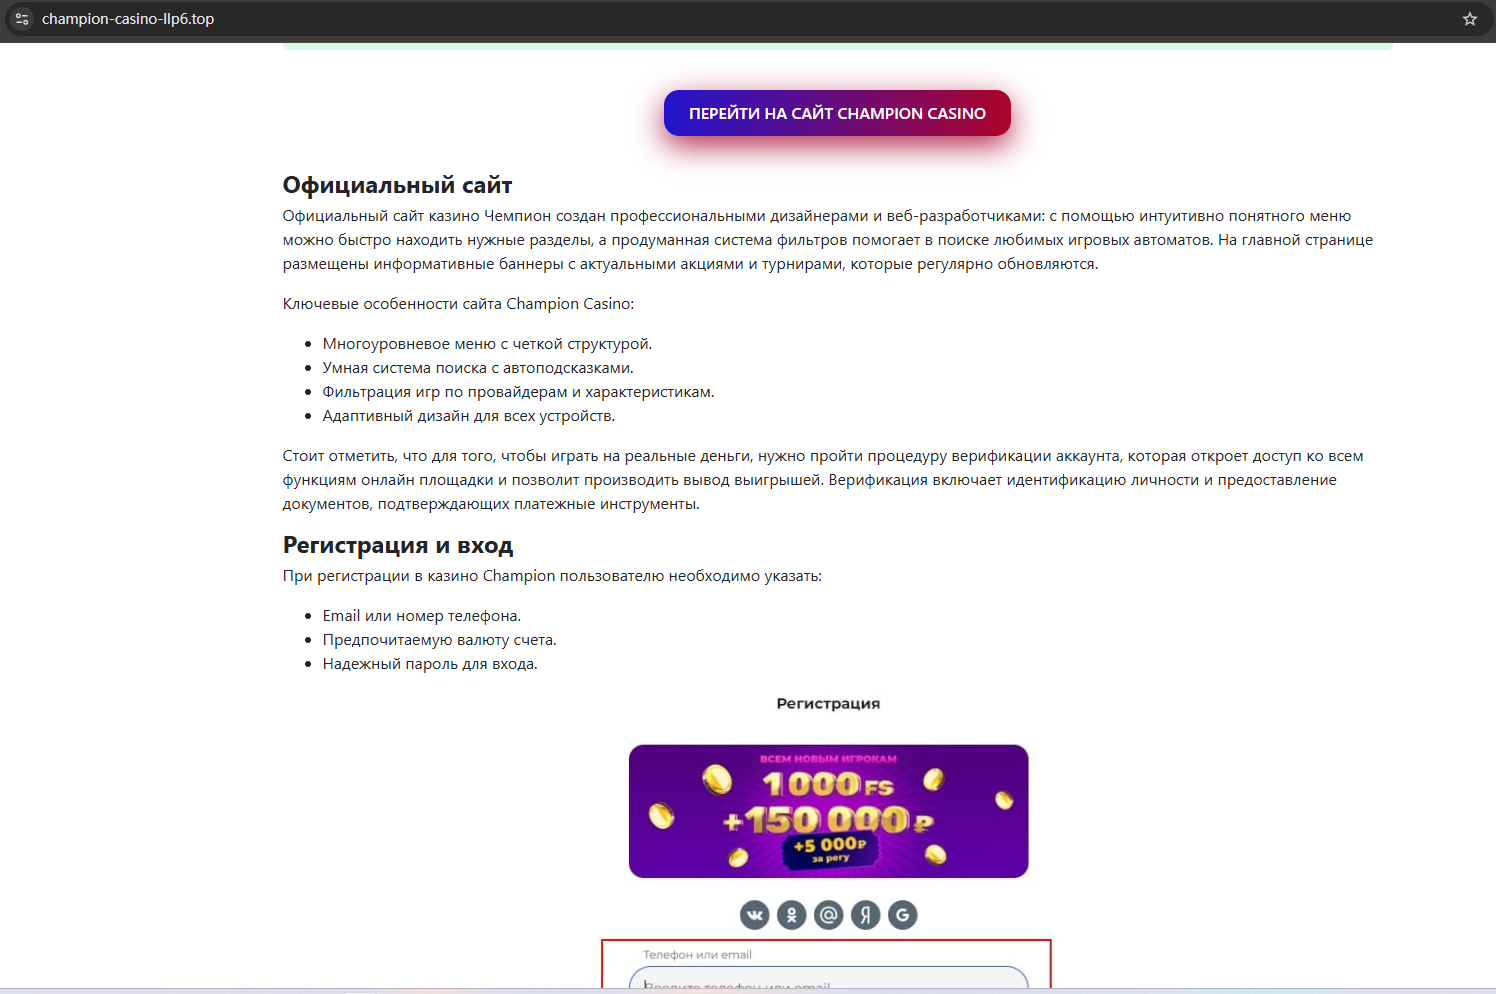 champion-casino-llp6.top
ПЕРЕЙТИ НА САЙТ CHAMPION CASINO
Официальный сайт
Официальный сайт казино Чемпион создан профессиональными дизайнерами и веб-разработчиками: с помощью интуитивно понятного меню
можно быстро находить нужные разделы, а продуманная система фильтров помогает в поиске любимых игровых автоматов. На главной странице
размещены информативные баннеры с актуальными акциями и турнирами, которые регулярно обновляются.
Ключевые особенности сайта Champion Casino:
Многоуровневое меню с четкой структурой.
Умная система поиска с автоподсказками.
Фильтрация игр по провайдерам и характеристикам.
Адаптивный дизайн для всех устройств.
Стоит отметить, что для того, чтобы играть на реальные деньги, нужно пройти процедуру верификации аккаунта, которая откроет доступ ко всем
функциям онлайн площадки и позволит производить вывод выигрышей. Верификация включает идентификацию личности и предоставление
документов, подтверждающих платежные инструменты.
Регистрация и вход
При регистрации в казино Champion пользователю необходимо указать:
Email или номер телефона.
Предпочитаемую валюту счета.
Надежный пароль для входа.
Регистрация
ВСЕМ НОВЫМ ИГРОКАМ
1000 FS
+150 000 ₽
+5 000₽
за регу
Телефон или email
Введите телефон или email